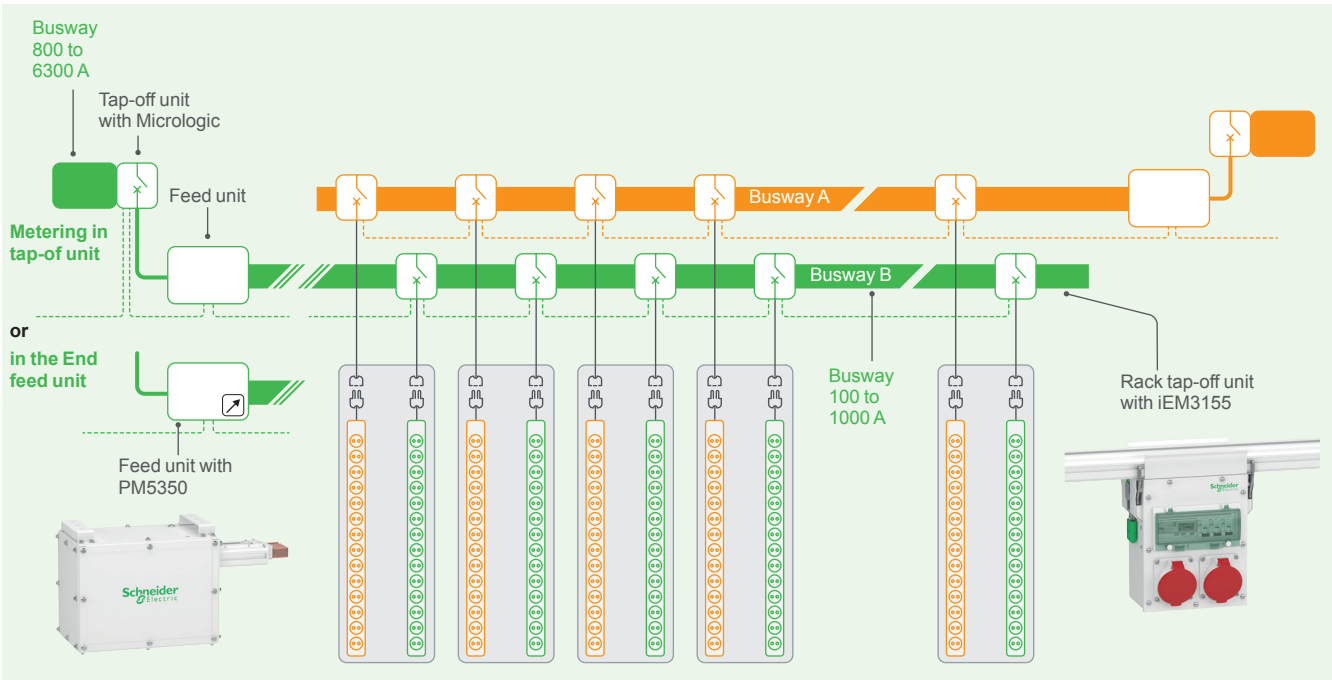 Busway
800 to
6300 A
Tap-off unit
with Micrologic
Feed unit
Busway A
Metering in
tap-of unit
Busway B
or
in the End
feed unit
Busway
100 to
1000 A
Rack tap-off unit
with iEM3155
Feed unit with
PM5350
Schneider
Electric
Schneider